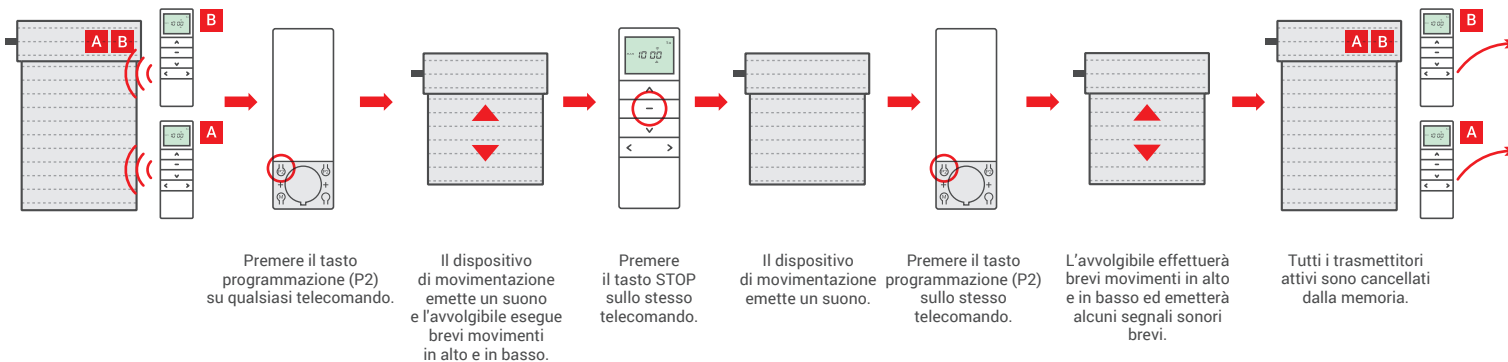 A B
B
A
10:00
A B
B
A
Premere il tasto
programmazione (P2)
su qualsiasi telecomando.
Il dispositivo
di movimentazione
emette un suono
e l'avvolgibile esegue
brevi movimenti
in alto e in basso.
Premere
il tasto STOP
sullo stesso
telecomando.
Il dispositivo
di movimentazione
emette un suono.
Premere il tasto
programmazione (P2)
sullo stesso
telecomando.
L'avvolgibile effettuerà
brevi movimenti in alto
e in basso ed emetterà
alcuni segnali sonori
brevi.
Tutti i trasmettitori
attivi sono cancellati
dalla memoria.